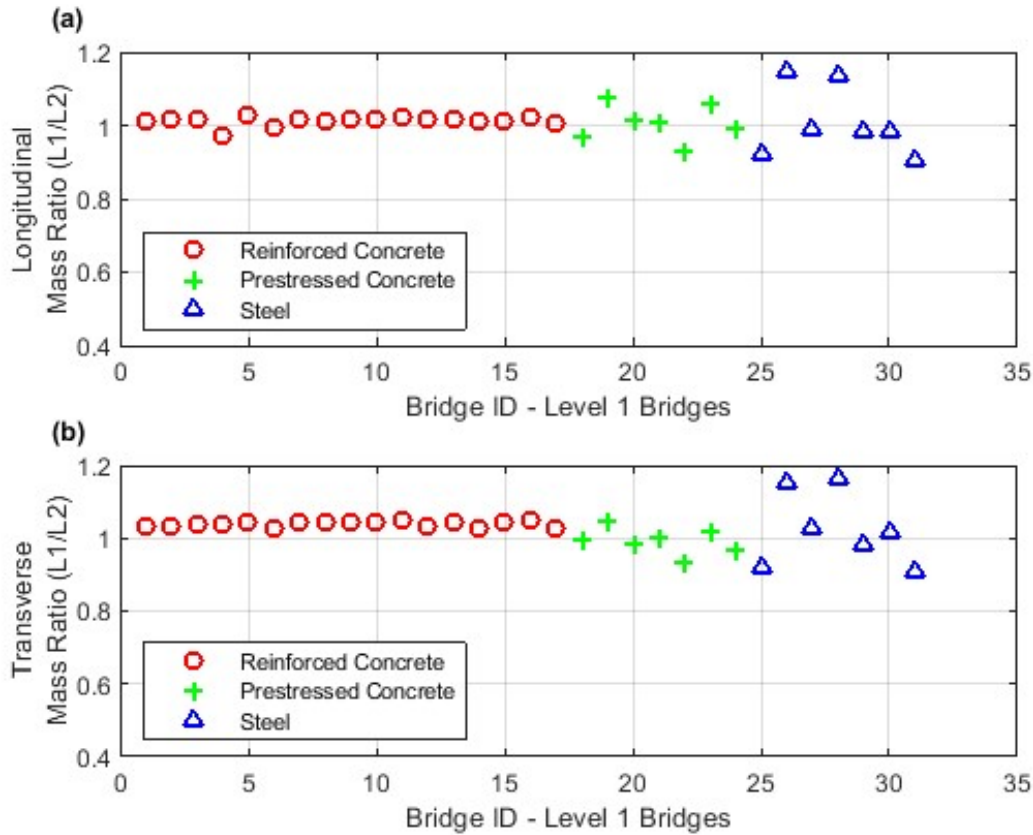 (a)
Longitudinal
Mass Ratio (L1/L2)
1.2
1
0.8
0.6
0.4
Reinforced Concrete
Prestressed Concrete
Steel
0 5 10 15 20 25 30 35
Bridge ID - Level 1 Bridges
(b)
Transverse
Mass Ratio (L1/L2)
1.2
1
0.8
0.6
0.4
Reinforced Concrete
Prestressed Concrete
Steel
0 5 10 15 20 25 30 35
Bridge ID - Level 1 Bridges